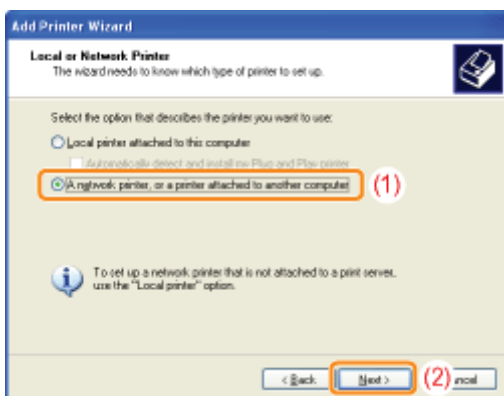 Add Printer Wizard
Local or Network Printer
The wizard needs to know which type of printer to set up.
Select the option that describes the printer you want to use:
Local printer attached to this computer
Automatically detect and install my Plug and Play printer
A network printer, or a printer attached to another computer
(1)
To set up a network printer that is not attached to a print server,
use the "Local printer" option.
< Back
Next >
(2)
ncel